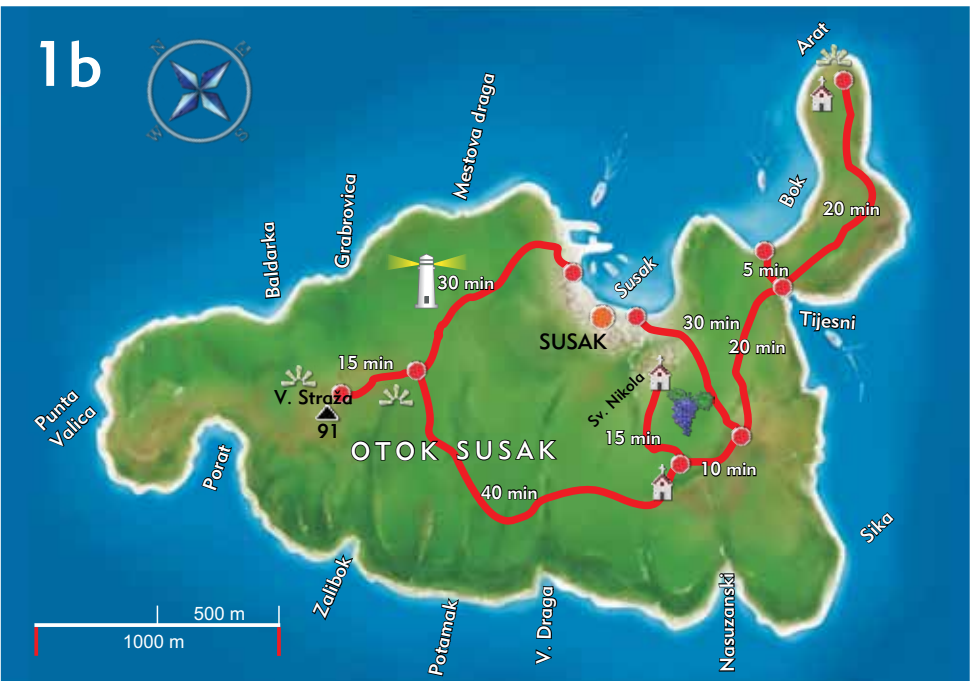 1b
N
E
W
S
Arat
Mestova draga
Grabrovica
Baldarka
Bok
20 min
5 min
Susak
30 min
Tijesni
30 min
SUSAK
20 min
15 min
V. Straža
91
Sv. Nikola
Punta
Valica
15 min
OTOK SUSAK
Porat
10 min
40 min
Sika
Zalibok
Potamak
V. Draga
Nasuzanski
500 m
1000 m